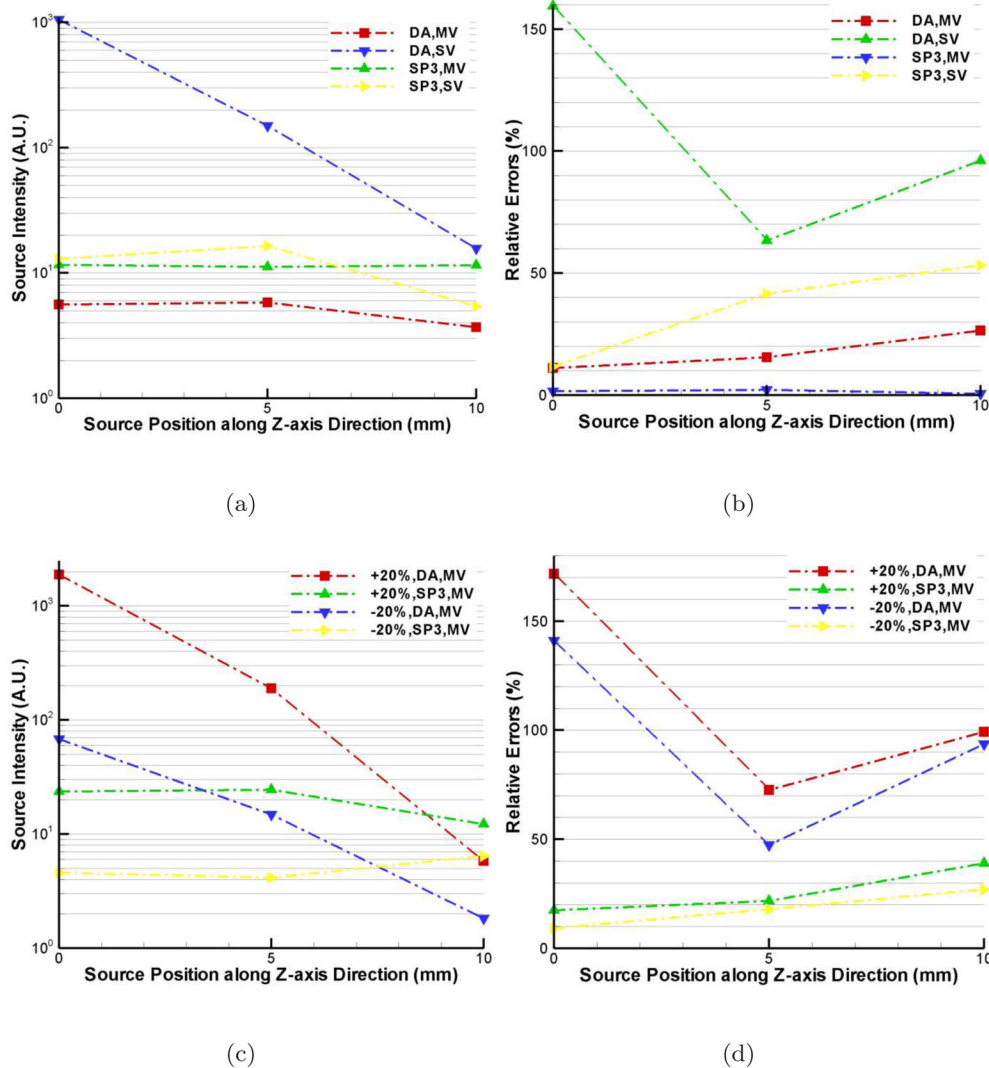 10³
10²
10¹
10⁰
Source Intensity (A.U.)
DA,MV
DA,SV
SP3,MV
SP3,SV
0 5 10
Source Position along Z-axis Direction (mm)
(a)
150
100
50
0
Relative Errors (%)
DA,MV
DA,SV
SP3,MV
SP3,SV
0 5 10
Source Position along Z-axis Direction (mm)
(b)
10³
10²
10¹
10⁰
Source Intensity (A.U.)
+20%,DA,MV
+20%,SP3,MV
-20%,DA,MV
-20%,SP3,MV
0 5 10
Source Position along Z-axis Direction (mm)
(c)
150
100
50
0
Relative Errors (%)
+20%,DA,MV
+20%,SP3,MV
-20%,DA,MV
-20%,SP3,MV
0 5 10
Source Position along Z-axis Direction (mm)
(d)